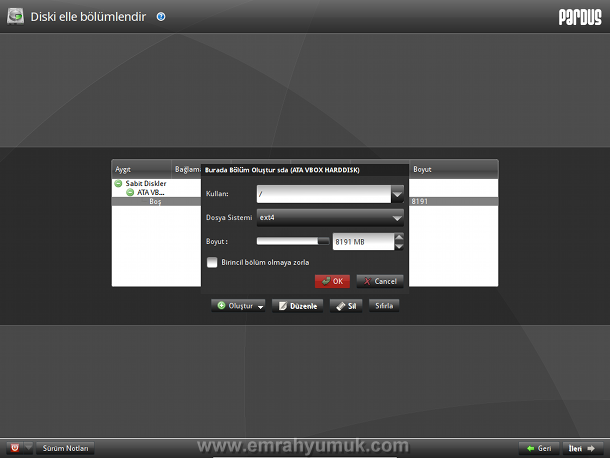 Diski elle bölümlendir
PARDUS
Aygıt
Bağlam
Boyut
Sabit Diskler
ATA VB...
Boş
8191
Burada Bölüm Oluştur sda (ATA VBOX HARDDISK)
Kullan:
/
Dosya Sistemi
ext4
Boyut :
8191 MB
Birincil bölüm olmaya zorla
OK
Cancel
Oluştur
Düzenle
Sil
Sıfırla
Sürüm Notları
www.emrahyumuk.com
Geri
İleri